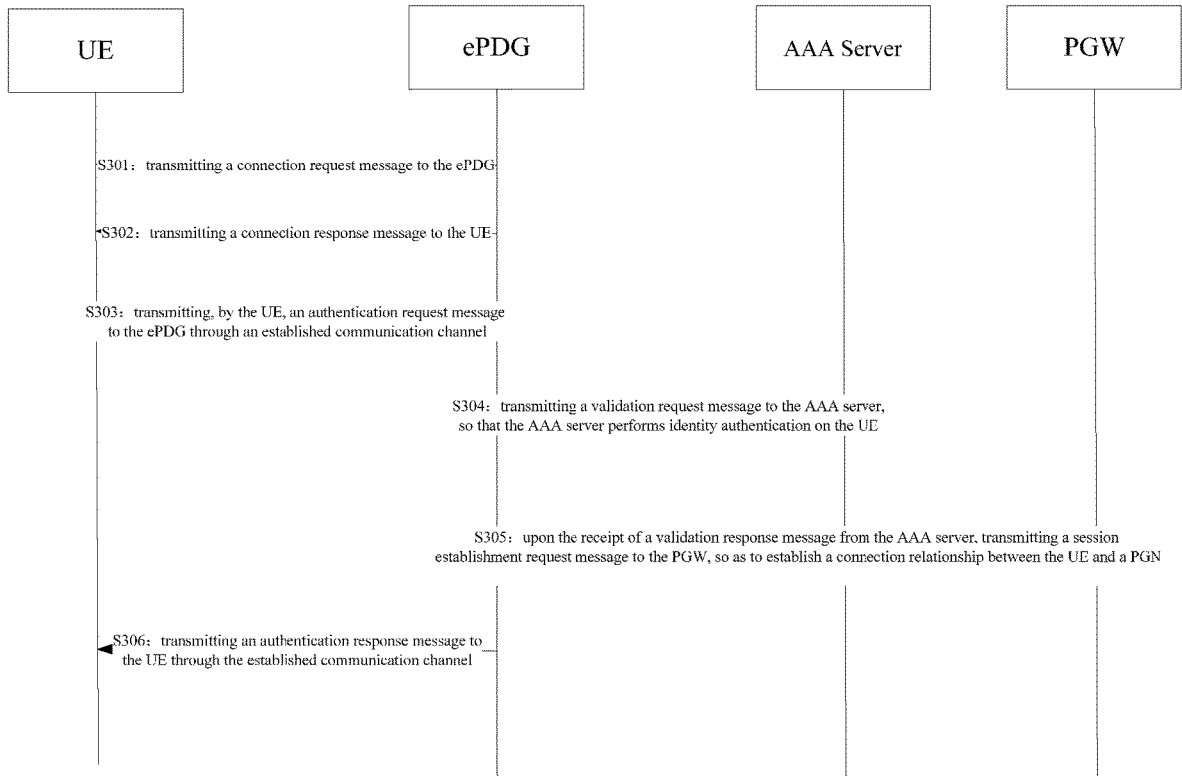 UE
ePDG
AAA Server
PGW
S301：transmitting a connection request message to the ePDG
S302：transmitting a connection response message to the UE
S303：transmitting, by the UE, an authentication request message
to the ePDG through an established communication channel
S304：transmitting a validation request message to the AAA server,
so that the AAA server performs identity authentication on the UE
S305：upon the receipt of a validation response message from the AAA server, transmitting a session
establishment request message to the PGW, so as to establish a connection relationship between the UE and a PGN
S306：transmitting an authentication response message to
the UE through the established communication channel